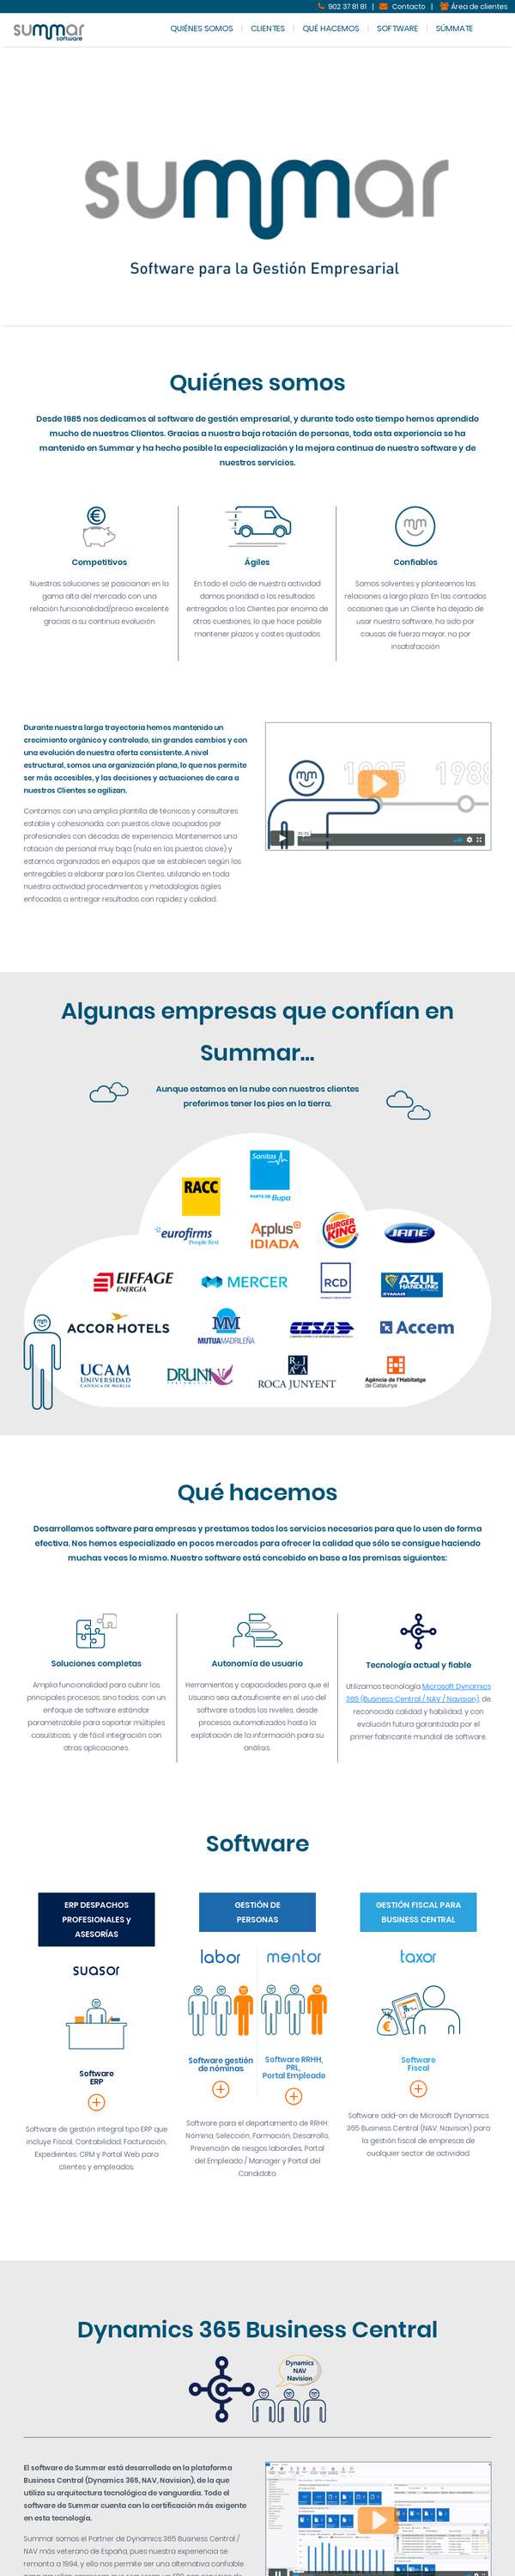 902 37 81 81 | Contacto | Área de clientes
summar software
QUIÉNES SOMOS | CLIENTES | QUÉ HACEMOS | SOFTWARE | SÚMMATE
summar
Software para la Gestión Empresarial
Quiénes somos
Desde 1985 nos dedicamos al software de gestión empresarial, y durante todo este tiempo hemos aprendido
mucho de nuestros Clientes. Gracias a nuestra baja rotación de personas, toda esta experiencia se ha
mantenido en Summar y ha hecho posible la especialización y la mejora continua de nuestro software y de
nuestros servicios.
Competitivos
Nuestras soluciones se posicionan en la
gama alta del mercado con una
relación funcionalidad/precio excelente
gracias a su continua evolución.
Ágiles
En todo el ciclo de nuestra actividad
damos prioridad a los resultados
entregados a los Clientes por encima de
otras cuestiones, lo que hace posible
mantener plazos y costes ajustados.
Confiables
Somos solventes y planteamos las
relaciones a largo plazo. En las contadas
ocasiones que un Cliente ha dejado de
usar nuestro software, ha sido por
causas de fuerza mayor, no por
insatisfacción
Durante nuestra larga trayectoria hemos mantenido un
crecimiento orgánico y controlado, sin grandes cambios y con
una evolución de nuestra oferta consistente. A nivel
estructural, somos una organización plana, lo que nos permite
ser más accesibles, y las decisiones y actuaciones de cara a
nuestros Clientes se agilizan.
Contamos con una amplia plantilla de técnicos y consultores
estable y cohesionada, con puestos clave ocupados por
profesionales con décadas de experiencia. Mantenemos una
rotación de personal muy baja (nula en los puestos clave) y
estamos organizados en equipos que se establecen según los
entregables a elaborar para los Clientes, utilizando en toda
nuestra actividad procedimientos y metodologías ágiles
enfocados a entregar resultados con rapidez y calidad.
1985 1988
Algunas empresas que confían en
Summar...
Aunque estamos en la nube con nuestros clientes
preferimos tener los pies en la tierra.
Sanitas
PARTE DE Bupa
RACC
eurofirms
People first
Applus
IDIADA
BURGER KING
JANE
EIFFAGE
ENERGIA
MERCER
RCD
AZUL HANDLING
RYANAIR
ACCOR HOTELS
MUTUAMADRILEÑA
CESA
Accem
UCAM
UNIVERSIDAD
CATÓLICA DE MURCIA
DRUNI
PERFUMERIAS
ROCA JUNYENT
Agència de l'Habitatge
de Catalunya
Qué hacemos
Desarrollamos software para empresas y prestamos todos los servicios necesarios para que lo usen de forma
efectiva. Nos hemos especializado en pocos mercados para ofrecer la calidad que sólo se consigue haciendo
muchas veces lo mismo. Nuestro software está concebido en base a las premisas siguientes:
Soluciones completas
Amplia funcionalidad para cubrir los
principales procesos, sino todos, con un
enfoque de software estándar
parametrizable para soportar múltiples
casuísticas, y de fácil integración con
otras aplicaciones.
Autonomía de usuario
Herramientas y capacidades para que el
Usuario sea autosuficiente en el uso del
software a todos los niveles, desde
procesos automatizados hasta la
explotación de la información para su
análisis.
Tecnología actual y fiable
Utilizamos tecnología Microsoft Dynamics
365 (Business Central / NAV / Navision), de
reconocida calidad y fiabilidad, y con
evolución futura garantizada por el
primer fabricante mundial de software.
Software
ERP DESPACHOS
PROFESIONALES y
ASESORÍAS
suasor
Software
ERP
Software de gestión integral tipo ERP que
incluye Fiscal, Contabilidad, Facturación,
Expedientes, CRM y Portal Web para
clientes y empleados.
GESTIÓN DE
PERSONAS
labor mentor
Software gestión
de nóminas
Software RRHH,
PRL,
Portal Empleado
Software para el departamento de RRHH:
Nómina, Selección, Formación, Desarrollo,
Prevención de riesgos laborales, Portal
del Empleado / Manager y Portal del
Candidato.
GESTIÓN FISCAL PARA
BUSINESS CENTRAL
taxor
Software
Fiscal
Software add-on de Microsoft Dynamics
365 Business Central (NAV, Navision) para
la gestión fiscal de empresas de
cualquier sector de actividad.
Dynamics 365 Business Central
Dynamics
NAV
Navision
El software de Summar está desarrollado en la plataforma
Business Central (Dynamics 365, NAV, Navision), de la que
utiliza su arquitectura tecnológica de vanguardia. Todo el
software de Summar cuenta con la certificación más exigente
en esta tecnología.
Summar somos el Partner de Dynamics 365 Business Central /
NAV más veterano de España, pues nuestra experiencia se
remonta a 1994, y ello nos permite ser una alternativa confiable